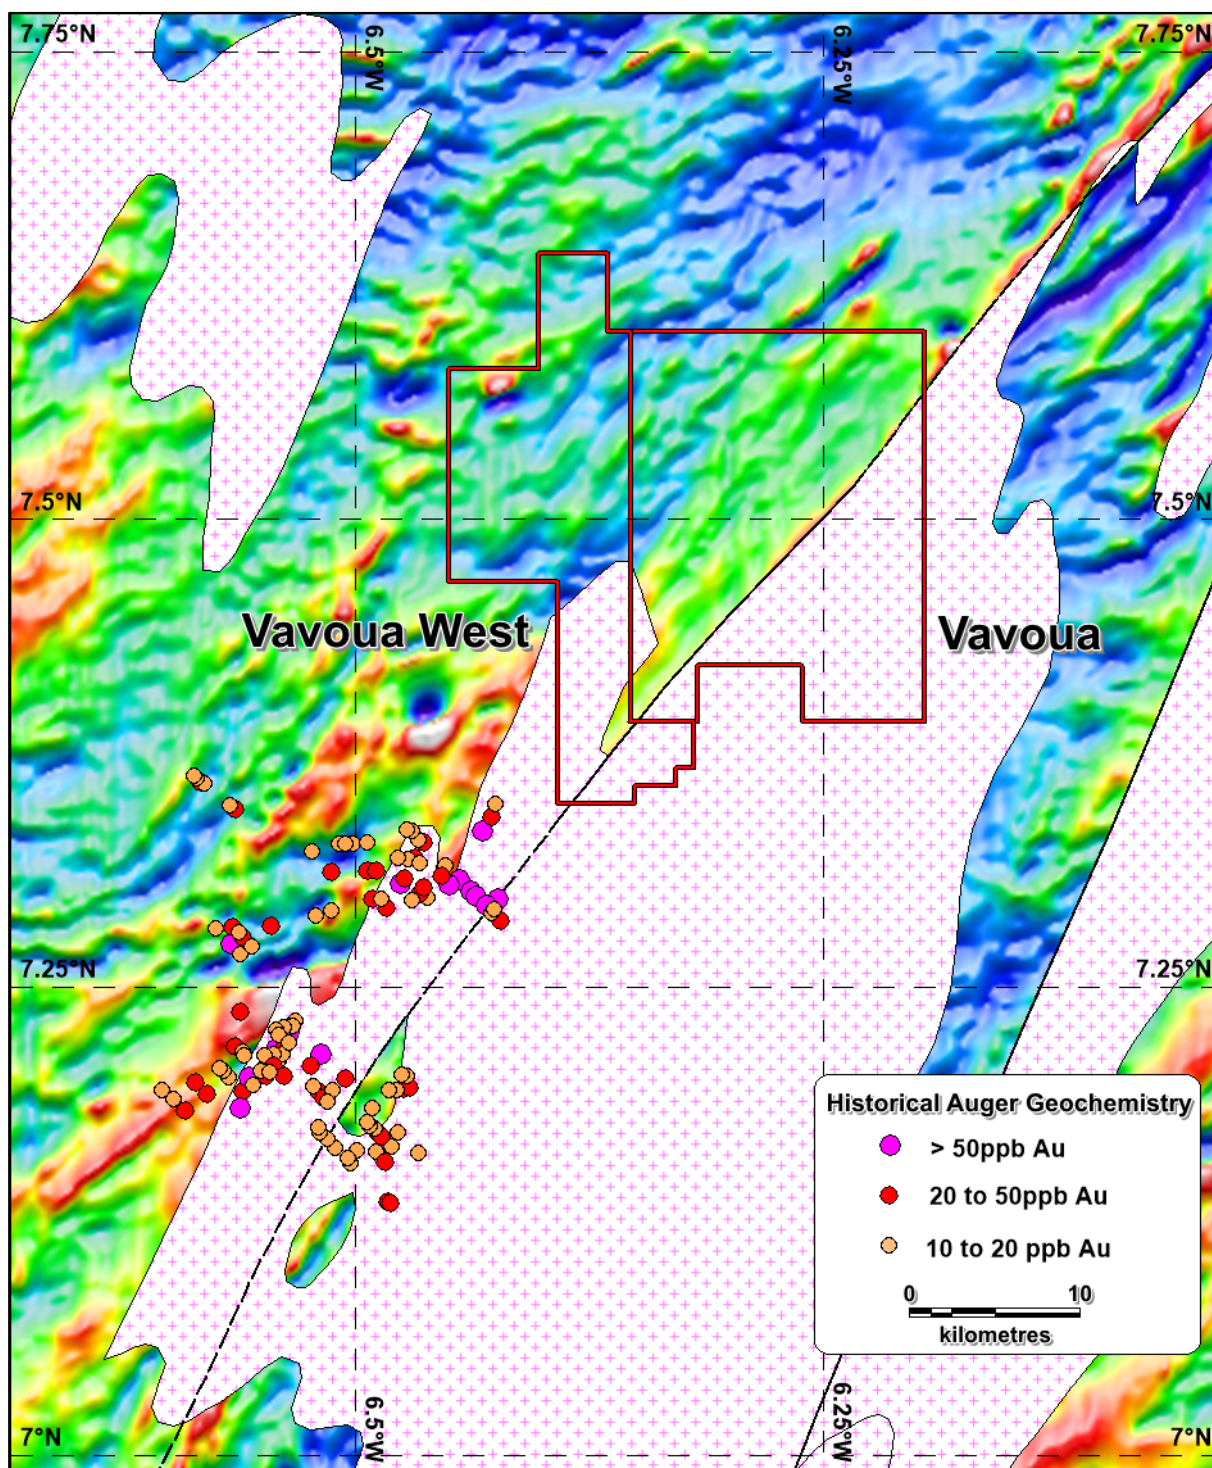 7.75°N
6.5°W
6.25°W
7.75°N
7.5°N
7.5°N
Vavoua West
Vavoua
7.25°N
7.25°N
Historical Auger Geochemistry
> 50ppb Au
20 to 50ppb Au
10 to 20 ppb Au
0 10
kilometres
7°N
6.5°W
6.25°W
7°N